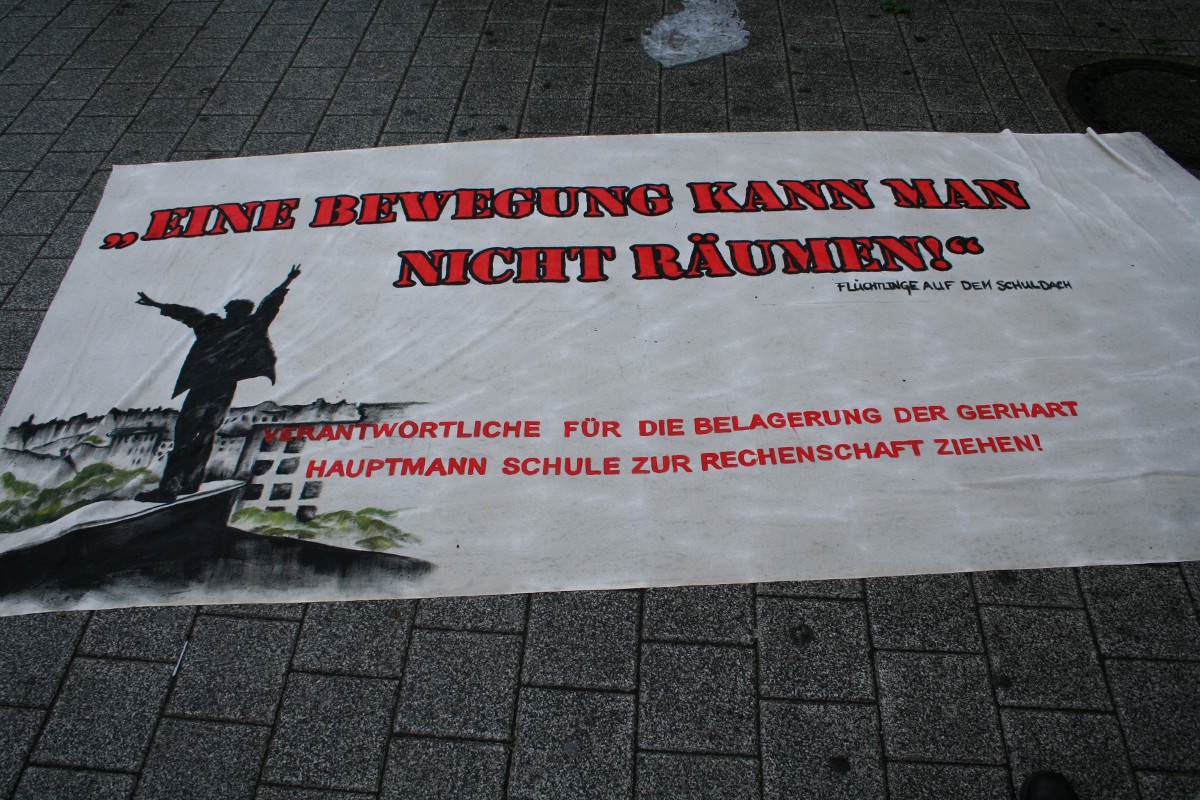 „EINE BEWEGUNG KANN MAN
NICHT RÄUMEN!“
FLÜCHTLINGE AUF DEM SCHULDACH
VERANTWORTLICHE FÜR DIE BELAGERUNG DER GERHART
HAUPTMANN SCHULE ZUR RECHENSCHAFT ZIEHEN!